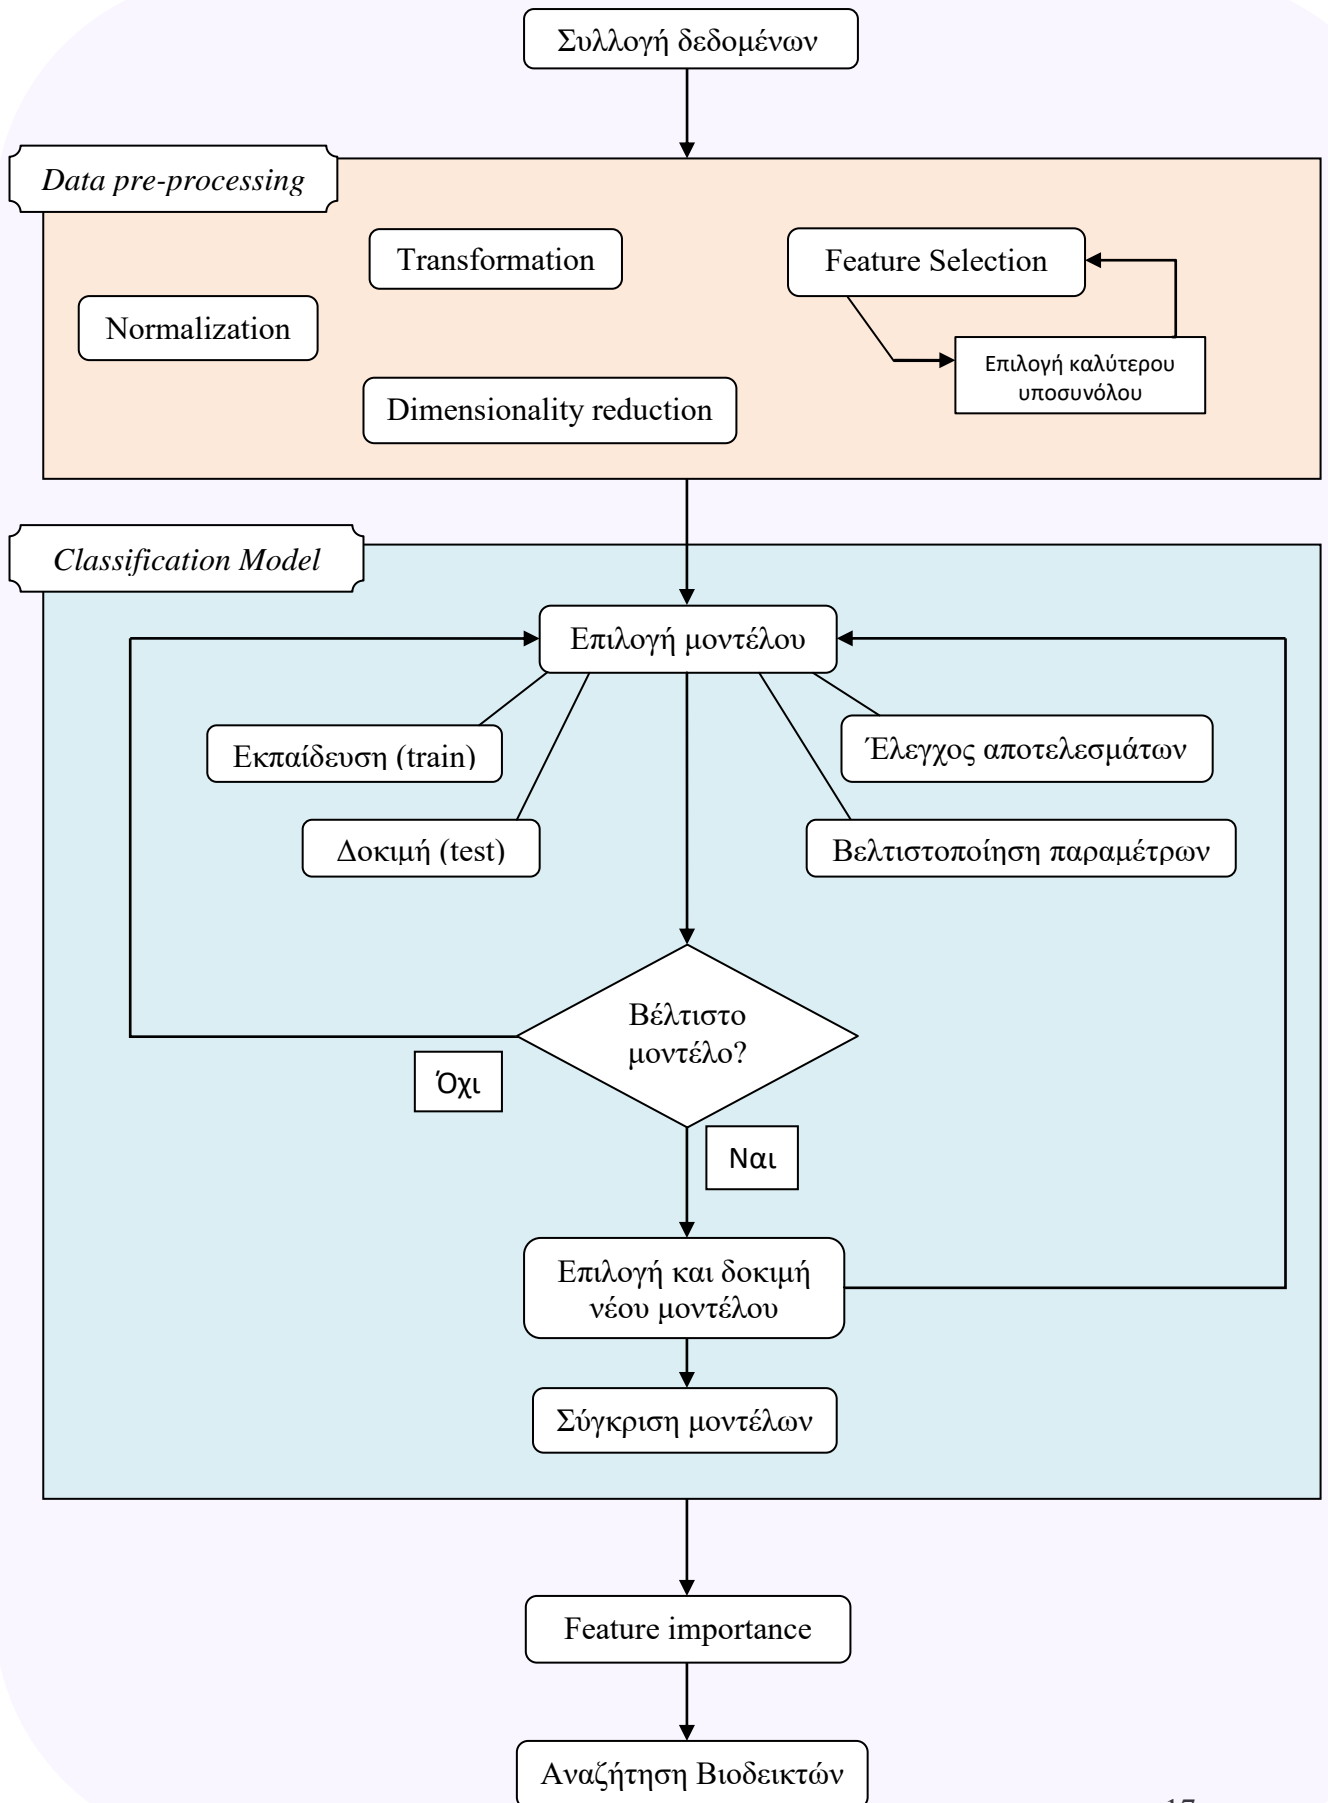 Συλλογή δεδομένων
Data pre-processing
Transformation
Feature Selection
Normalization
Επιλογή καλύτερου
υποσυνόλου
Dimensionality reduction
Classification Model
Επιλογή μοντέλου
Εκπαίδευση (train)
Έλεγχος αποτελεσμάτων
Δοκιμή (test)
Βελτιστοποίηση παραμέτρων
Βέλτιστο
μοντέλο?
Όχι
Ναι
Επιλογή και δοκιμή
νέου μοντέλου
Σύγκριση μοντέλων
Feature importance
Αναζήτηση Βιοδεικτών